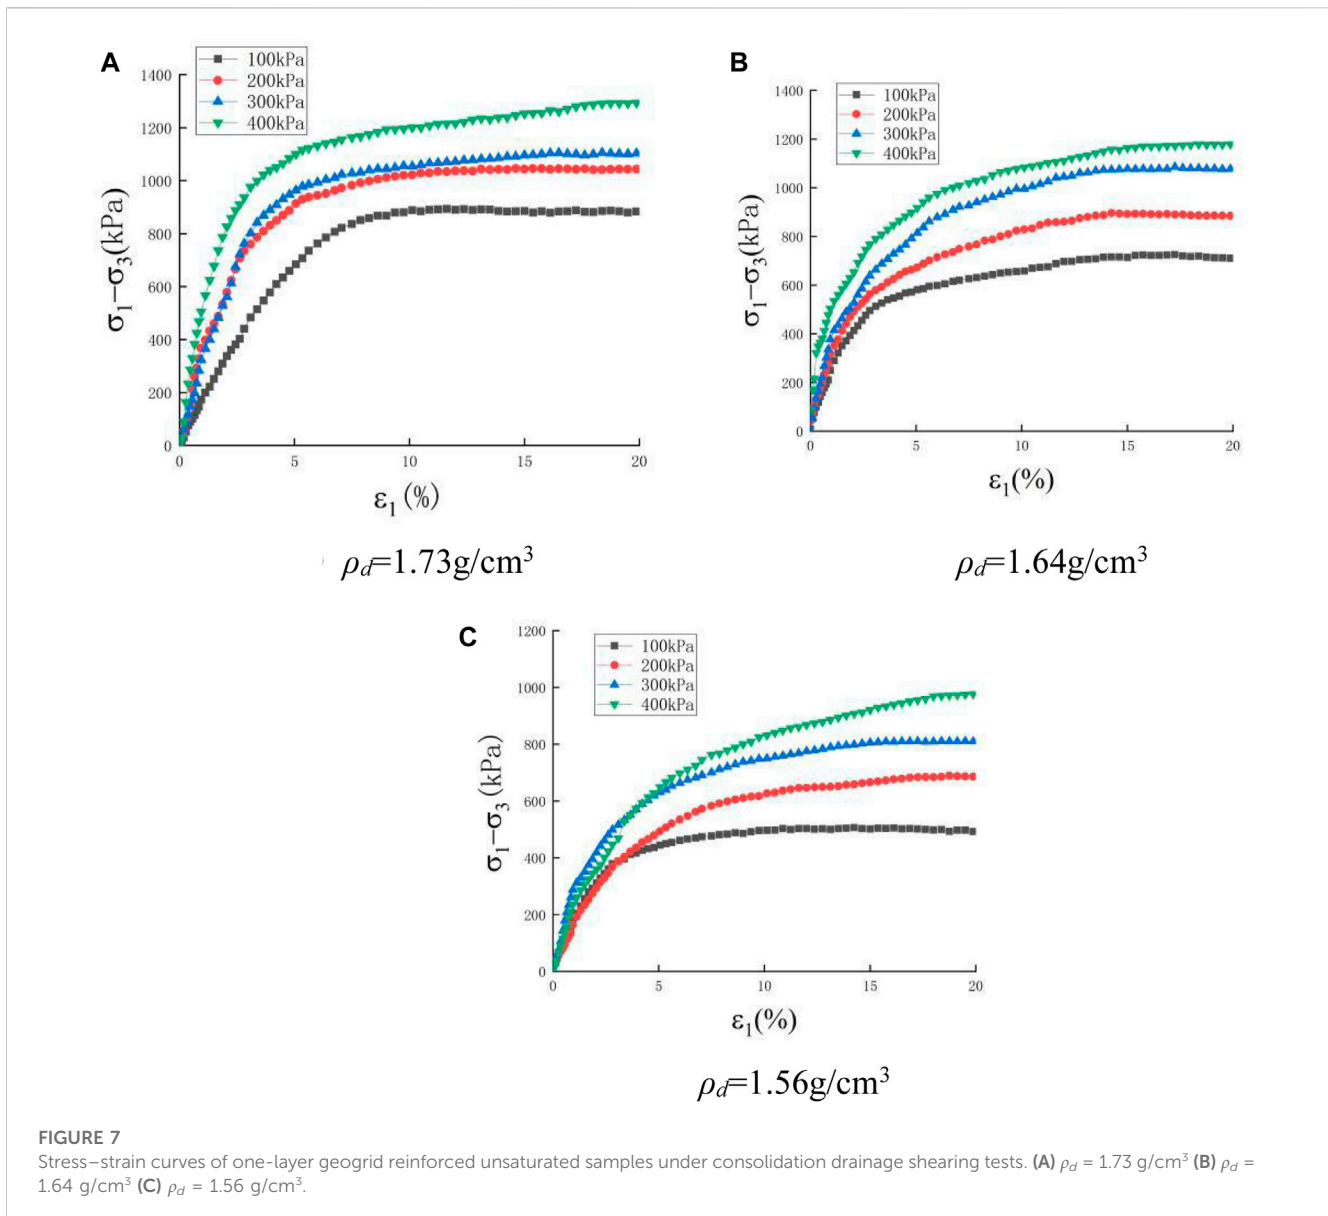 A
100kPa
200kPa
300kPa
400kPa
1400
1200
1000
800
600
400
200
0
σ₁−σ₃(kPa)
0 5 10 15 20
ε₁(%)
) ρd=1.73g/cm³
B
100kPa
200kPa
300kPa
400kPa
1400
1200
1000
800
600
400
200
0
σ₁−σ₃(kPa)
0 5 10 15 20
ε₁(%)
ρd=1.64g/cm³
C
100kPa
200kPa
300kPa
400kPa
1200
1000
800
600
400
200
0
σ₁−σ₃ (kPa)
0 5 10 15 20
ε₁(%)
ρd=1.56g/cm³
FIGURE 7
Stress–strain curves of one-layer geogrid reinforced unsaturated samples under consolidation drainage shearing tests. (A) ρd = 1.73 g/cm³ (B) ρd =
1.64 g/cm³ (C) ρd = 1.56 g/cm³.